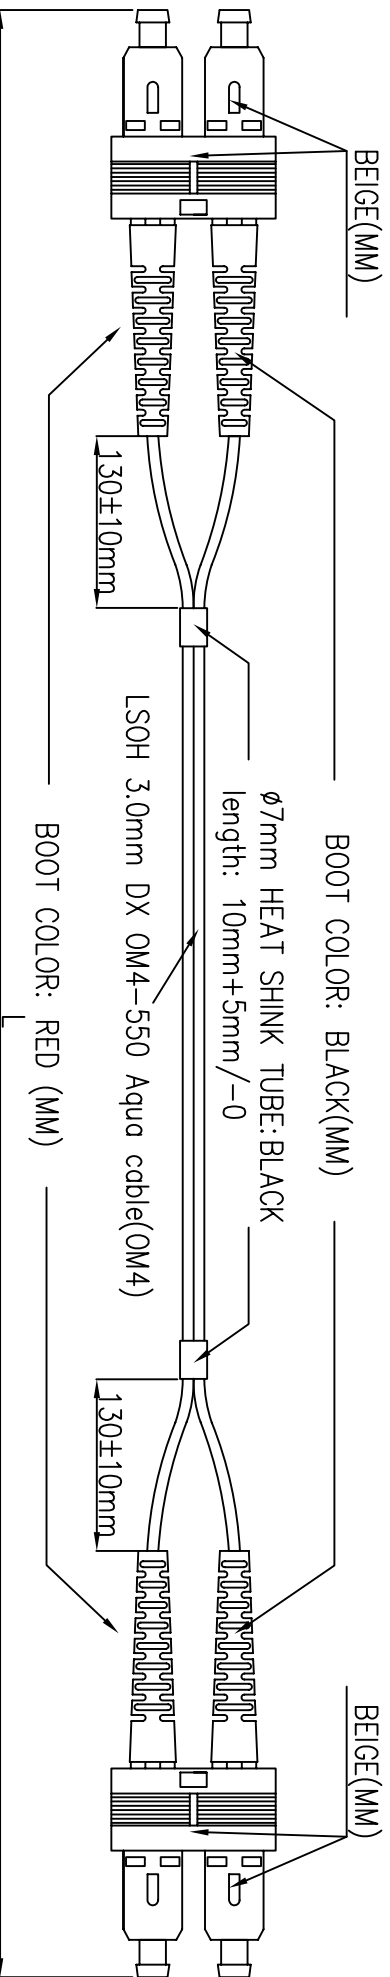 BEIGE(MM)
BEIGE(MM)
BOOT COLOR: BLACK(MM)
ø7mm HEAT SHINK TUBE:BLACK
length: 10mm+5mm/-0
130±10mm
130±10mm
LSOH 3.0mm DX OM4-550 Aqua cable(OM4)
BOOT COLOR: RED (MM)
L